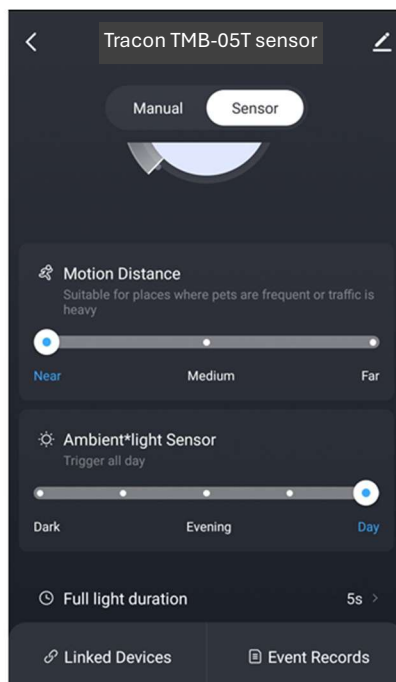 Tracon TMB-05T sensor
Manual Sensor
Motion Distance
Suitable for places where pets are frequent or traffic is
heavy
Near Medium Far
Ambient*light Sensor
Trigger all day
Dark Evening Day
Full light duration 5s
Linked Devices Event Records